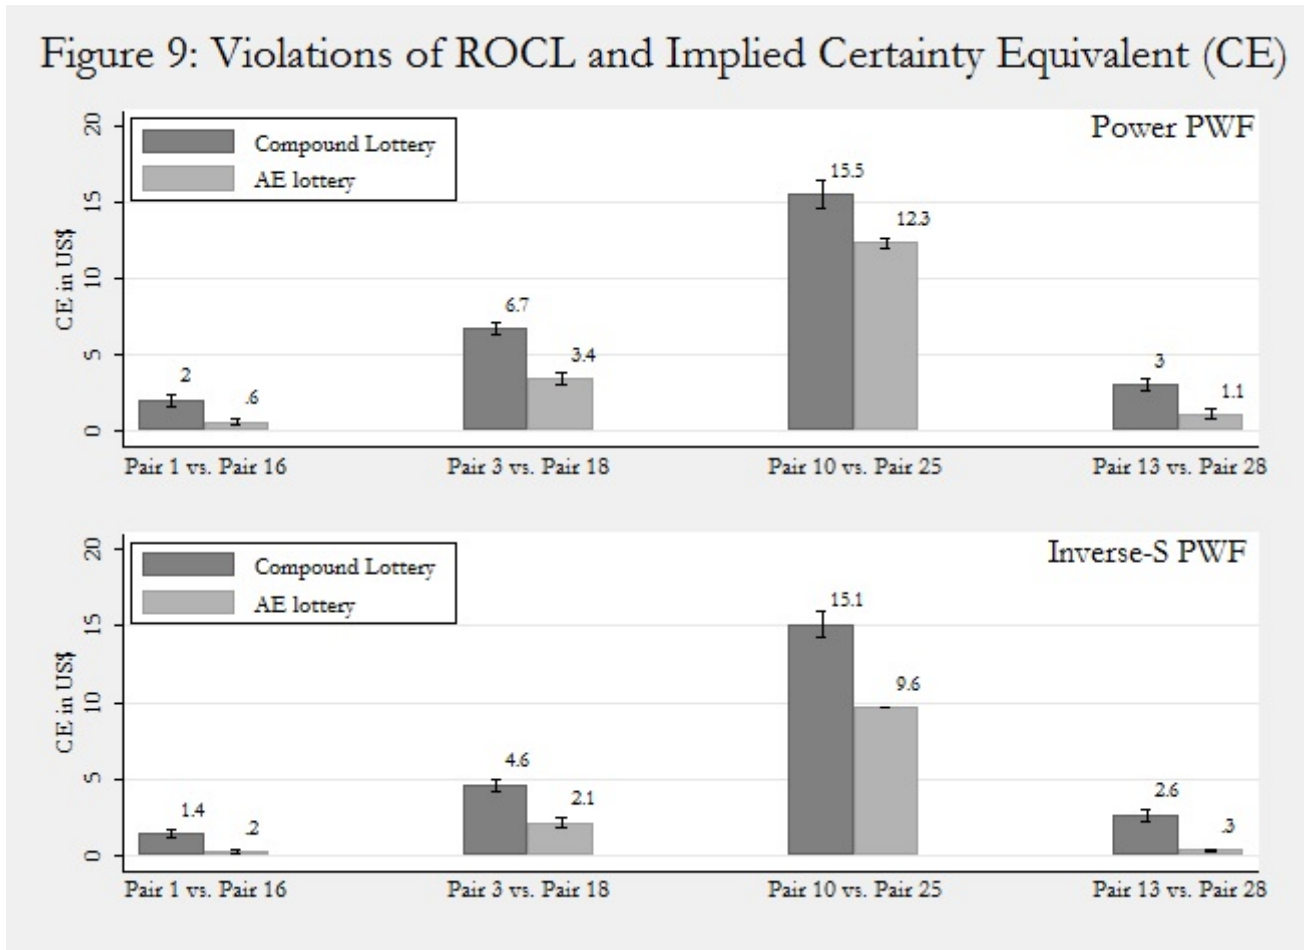 Figure 9: Violations of ROCL and Implied Certainty Equivalent (CE)
Power PWF
Compound Lottery
AE lottery
CE in US$
20
15
10
5
0
2
.6
6.7
3.4
15.5
12.3
3
1.1
Pair 1 vs. Pair 16
Pair 3 vs. Pair 18
Pair 10 vs. Pair 25
Pair 13 vs. Pair 28
Inverse-S PWF
Compound Lottery
AE lottery
CE in US$
20
15
10
5
0
1.4
.2
4.6
2.1
15.1
9.6
2.6
.3
Pair 1 vs. Pair 16
Pair 3 vs. Pair 18
Pair 10 vs. Pair 25
Pair 13 vs. Pair 28